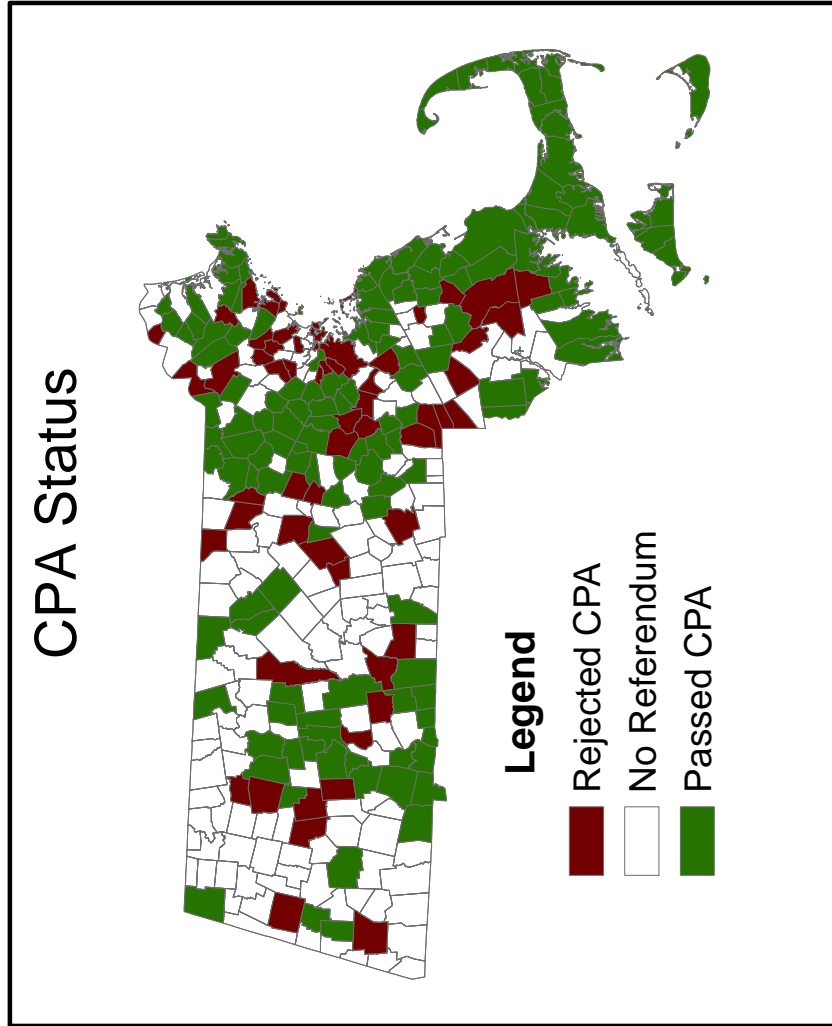 CPA Status
Legend
Rejected CPA
No Referendum
Passed CPA